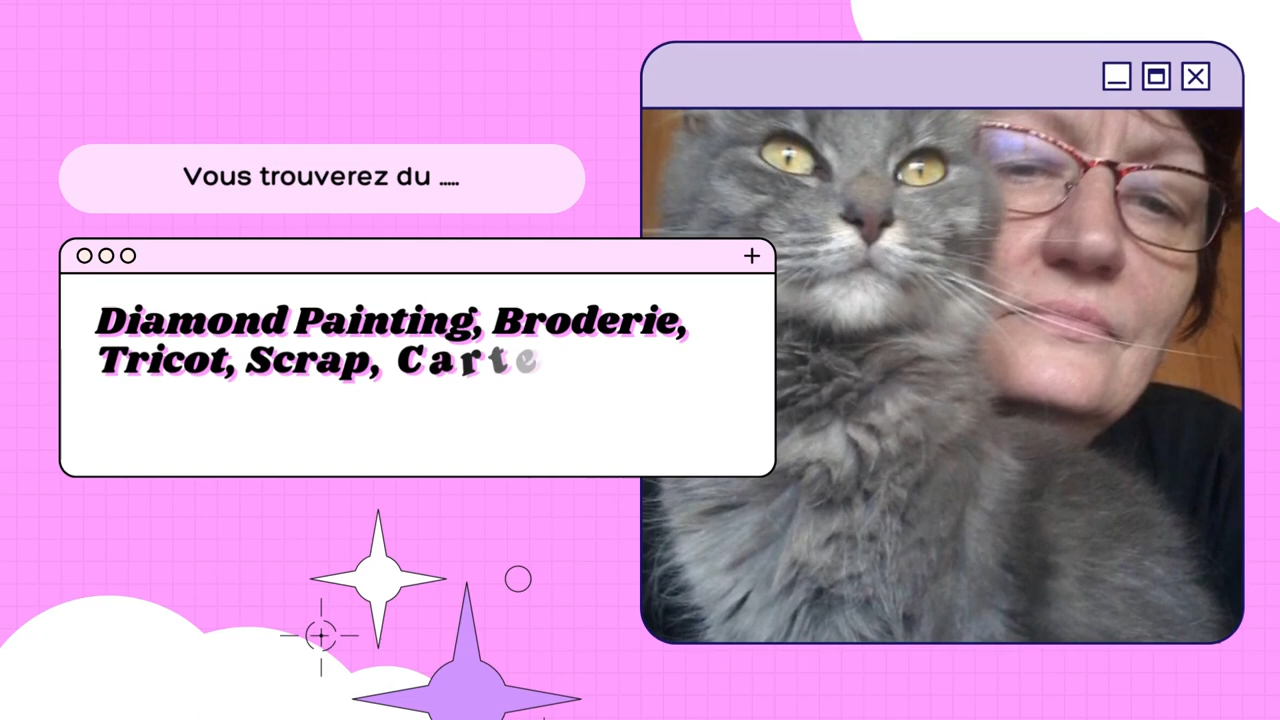 Vous trouverez du .....
Diamond Painting, Broderie,
Tricot, Scrap, Carte